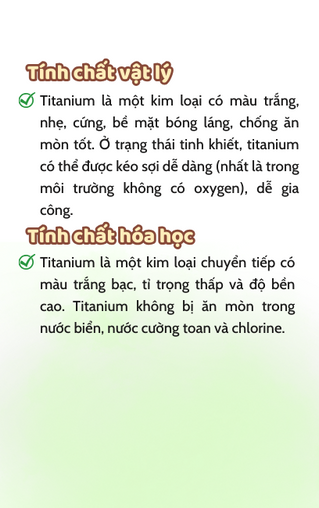 Tính chất vật lý
Titanium là một kim loại có màu trắng,
nhẹ, cứng, bề mặt bóng láng, chống ăn
mòn tốt. Ở trạng thái tinh khiết, titanium
có thể được kéo sợi dễ dàng (nhất là trong
môi trường không có oxygen), dễ gia
công.
Tính chất hóa học
Titanium là một kim loại chuyển tiếp có
màu trắng bạc, tỉ trọng thấp và độ bền
cao. Titanium không bị ăn mòn trong
nước biển, nước cường toan và chlorine.